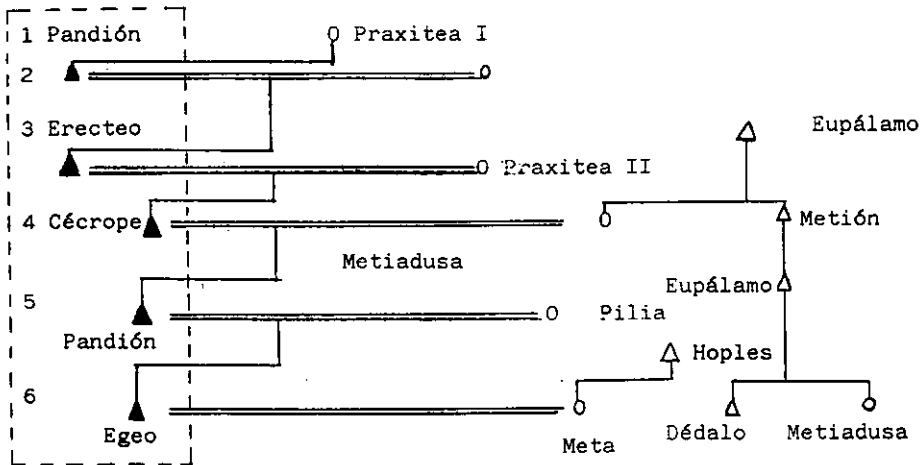 1 Pandión
Praxitea I
2
3 Erecteo
Eupálamo
Praxitea II
4 Cécrope
Metión
Metiadusa
Eupálamo
5
Pilia
Pandión
Hoples
6
Egeo
Meta
Dédalo
Metiadusa